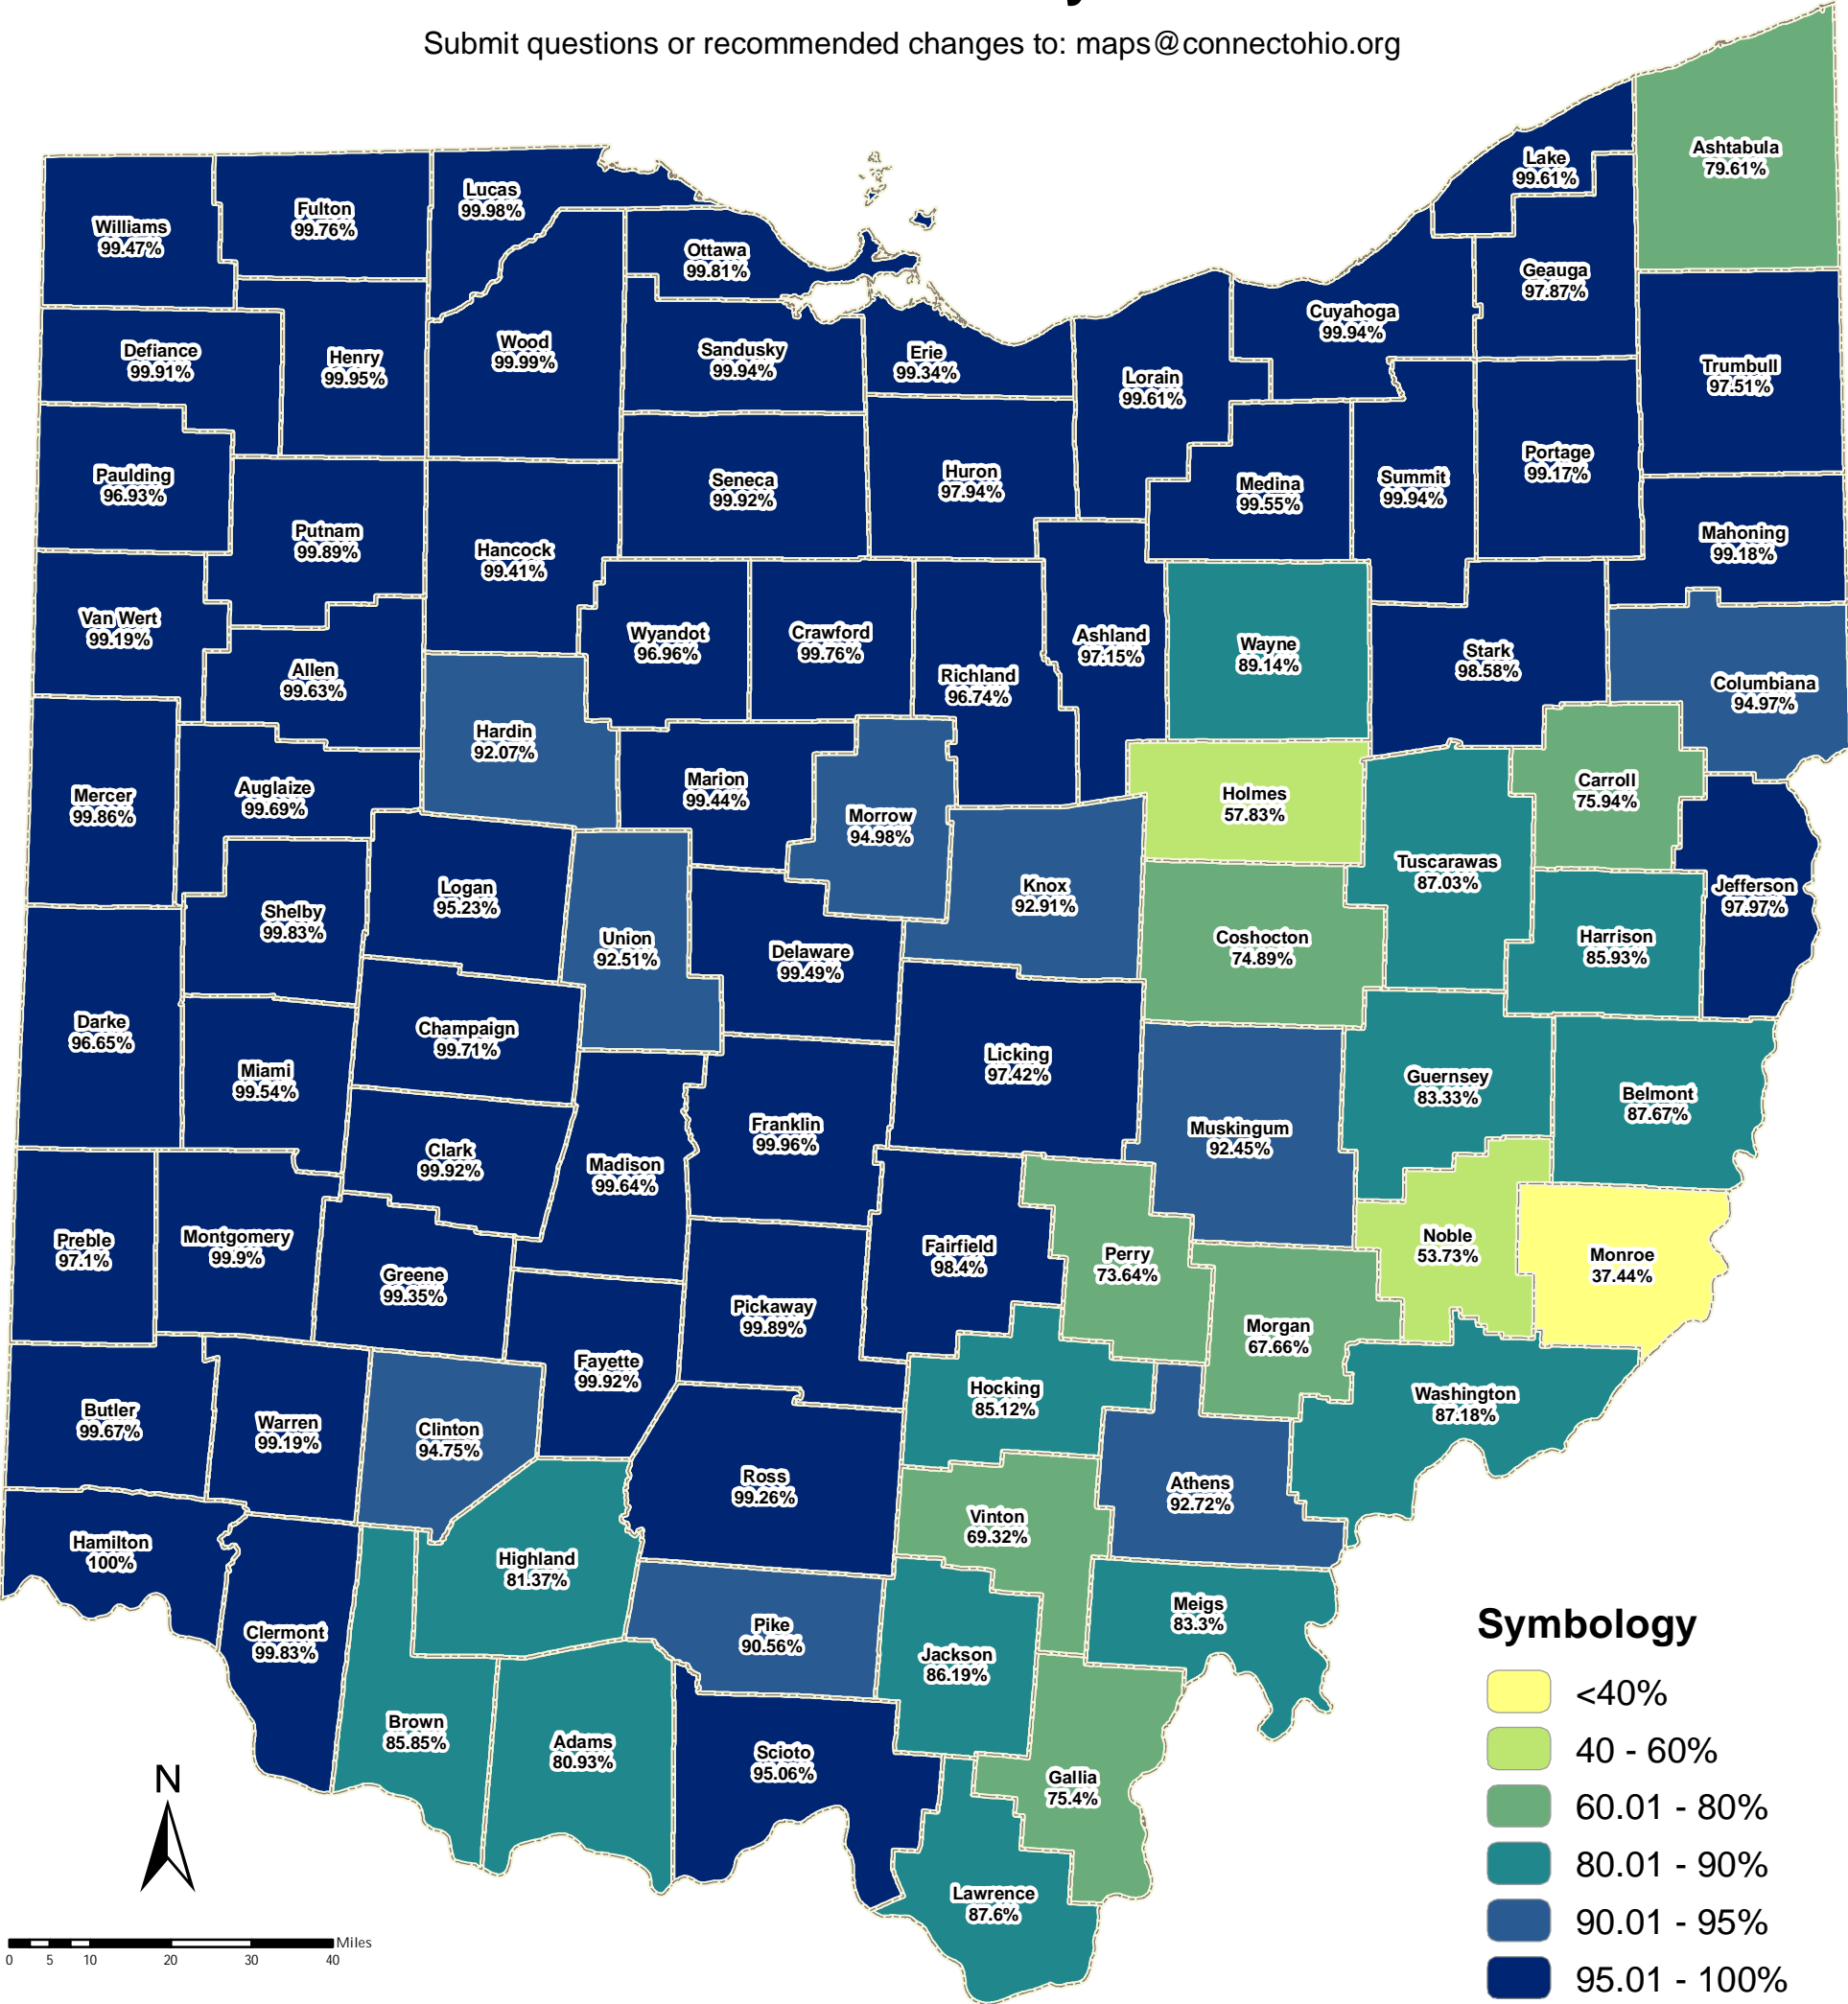 Submit questions or recommended changes to: maps@connectohio.org
Ashtabula
79.61%
Lake
99.61%
Lucas
99.98%
Fulton
99.76%
Williams
99.47%
Ottawa
99.81%
Geauga
97.87%
Cuyahoga
99.94%
Wood
99.99%
Sandusky
99.94%
Erie
99.34%
Defiance
99.91%
Henry
99.95%
Lorain
99.61%
Trumbull
97.51%
Paulding
96.93%
Seneca
99.92%
Huron
97.94%
Medina
99.55%
Summit
99.94%
Portage
99.17%
Putnam
99.89%
Hancock
99.41%
Mahoning
99.18%
Van Wert
99.19%
Wyandot
96.96%
Crawford
99.76%
Ashland
97.15%
Wayne
89.14%
Stark
98.58%
Allen
99.63%
Richland
96.74%
Columbiana
94.97%
Hardin
92.07%
Mercer
99.86%
Auglaize
99.69%
Marion
99.44%
Morrow
94.98%
Holmes
57.83%
Carroll
75.94%
Tuscarawas
87.03%
Logan
95.23%
Knox
92.91%
Jefferson
97.97%
Shelby
99.83%
Union
92.51%
Delaware
99.49%
Coshocton
74.89%
Harrison
85.93%
Darke
96.65%
Champaign
99.71%
Miami
99.54%
Licking
97.42%
Guernsey
83.33%
Belmont
87.67%
Franklin
99.96%
Muskingum
92.45%
Clark
99.92%
Madison
99.64%
Preble
97.1%
Montgomery
99.9%
Greene
99.35%
Fairfield
98.4%
Perry
73.64%
Noble
53.73%
Monroe
37.44%
Pickaway
99.89%
Morgan
67.66%
Fayette
99.92%
Hocking
85.12%
Washington
87.18%
Butler
99.67%
Warren
99.19%
Clinton
94.75%
Ross
99.26%
Athens
92.72%
Vinton
69.32%
Hamilton
100%
Highland
81.37%
Meigs
83.3%
Clermont
99.83%
Pike
90.56%
Jackson
86.19%
Brown
85.85%
Adams
80.93%
Scioto
95.06%
Gallia
75.4%
Lawrence
87.6%
N
Miles
0 5 10 20 30 40
Symbology
<40%
40 - 60%
60.01 - 80%
80.01 - 90%
90.01 - 95%
95.01 - 100%